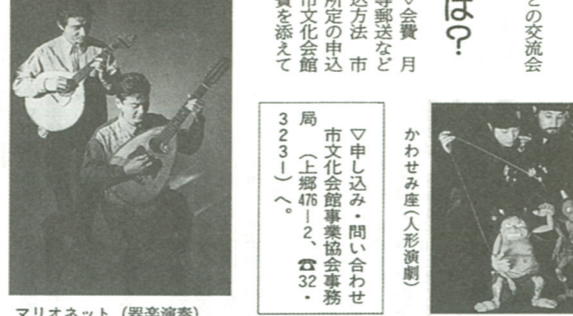 との交流会
は？
▽会費　月
等郵送など
込方法　市
所定の申込
市文化会館
費を添えて
かわせみ座（人形演劇）
▽申し込み・問い合わせ
市文化会館事業協会事務
局　（上郷476―2、☎32・
3231）へ。
マリオネット（器楽演奏）